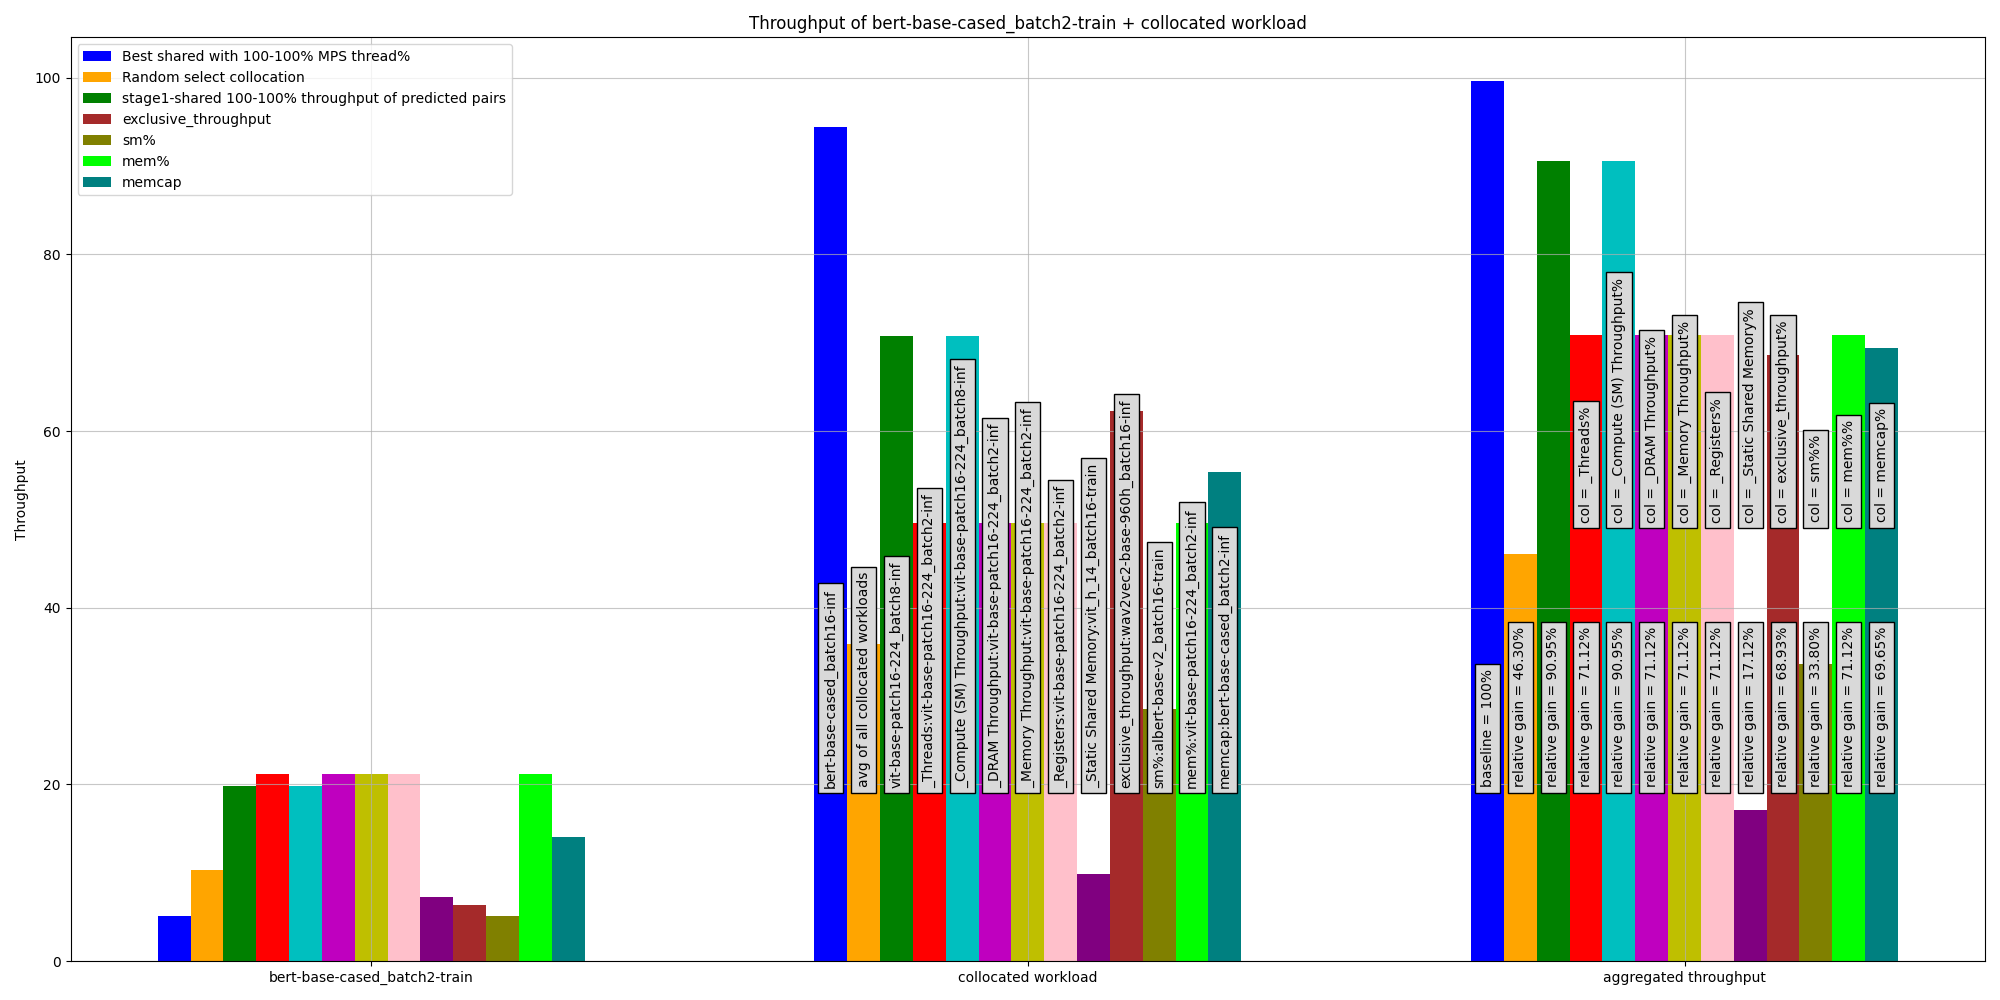 Throughput of bert-base-cased_batch2-train + collocated workload
Best shared with 100-100% MPS thread%
Random select collocation
stage1-shared 100-100% throughput of predicted pairs
exclusive_throughput
sm%
mem%
memcap
Throughput
100
80
60
40
20
0
bert-base-cased_batch16-inf
avg of all collocated workloads
vit-base-patch16-224_batch8-inf
_Threads:vit-base-patch16-224_batch2-inf
_Compute (SM) Throughput:vit-base-patch16-224_batch8-inf
_DRAM Throughput:vit-base-patch16-224_batch2-inf
_Memory Throughput:vit-base-patch16-224_batch2-inf
_Registers:vit-base-patch16-224_batch2-inf
_Static Shared Memory:vit_h_14_batch16-train
exclusive_throughput:wav2vec2-base-960h_batch16-inf
sm%:albert-base-v2_batch16-train
mem%:vit-base-patch16-224_batch2-inf
memcap:bert-base-cased_batch2-inf
col = _Threads%
col = _Compute (SM) Throughput%
col = _DRAM Throughput%
col = _Memory Throughput%
col = _Registers%
col = _Static Shared Memory%
col = exclusive_throughput%
col = sm%%
col = mem%%
col = memcap%
baseline = 100%
relative gain = 46.30%
relative gain = 90.95%
relative gain = 71.12%
relative gain = 90.95%
relative gain = 71.12%
relative gain = 71.12%
relative gain = 71.12%
relative gain = 17.12%
relative gain = 68.93%
relative gain = 33.80%
relative gain = 71.12%
relative gain = 69.65%
bert-base-cased_batch2-train
collocated workload
aggregated throughput